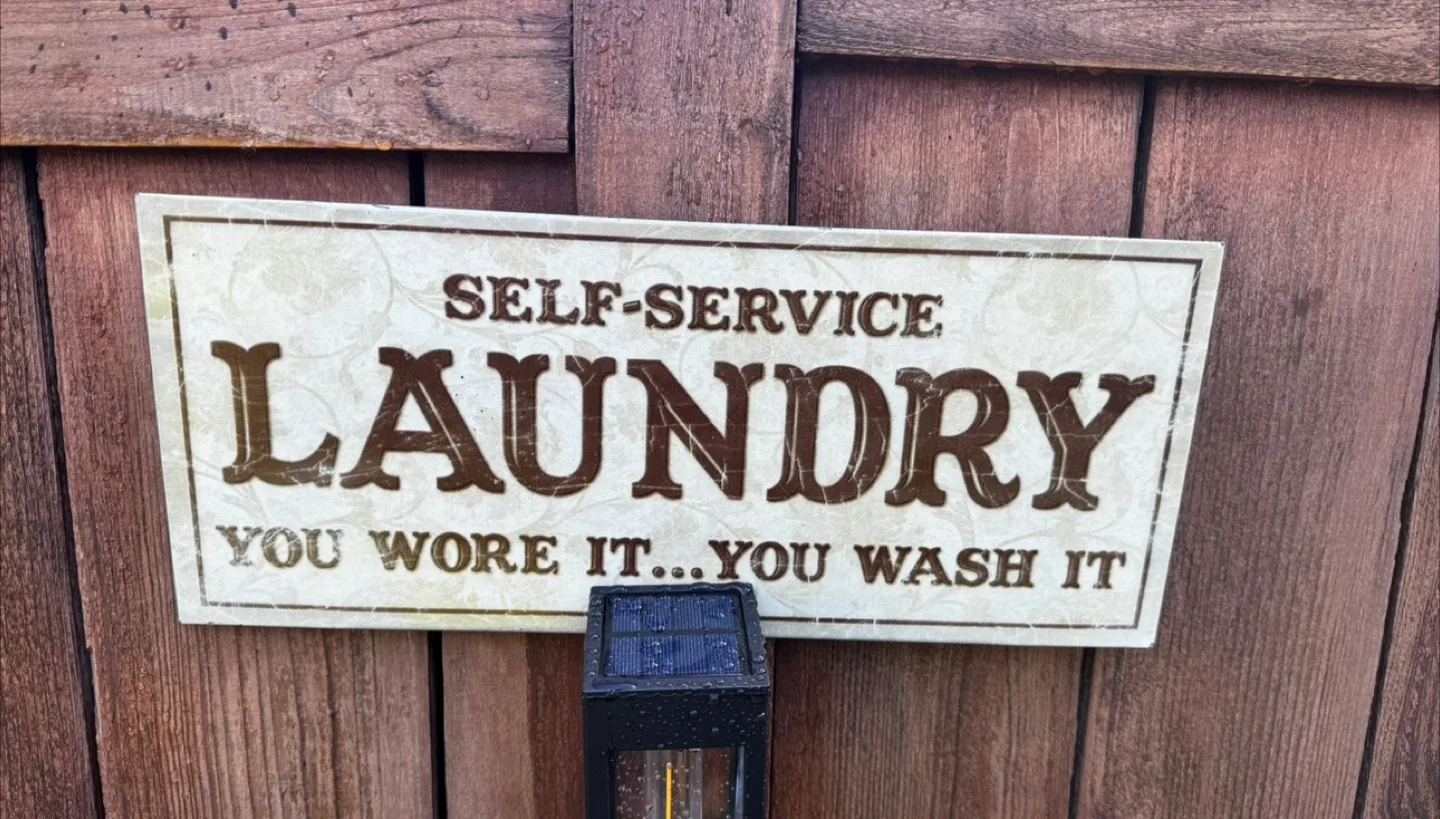 SELF-SERVICE
LAUNDRY
YOU WORE IT...YOU WASH IT